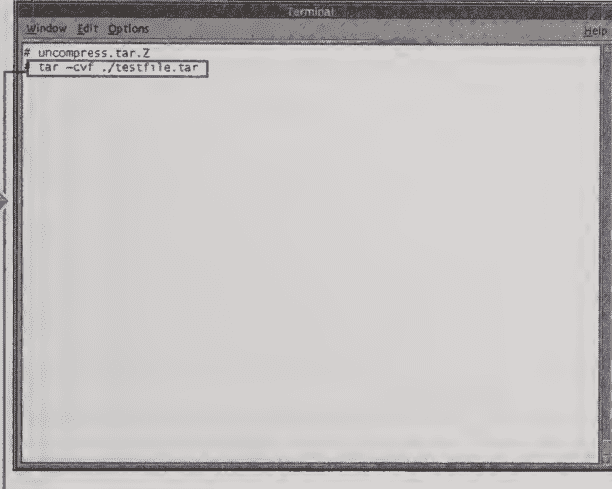 Terminal
Window Edit Options Help
# uncompress.tar.Z
# tar -cvf ./testfile.tar